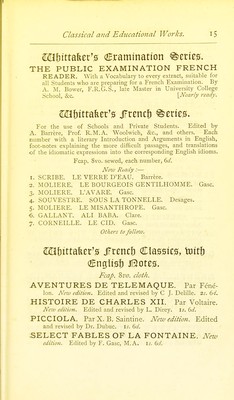 Classical and Educational Works. 15
Whittaker's Examination Series.
THE PUBLIC EXAMINATION FRENCH
READER. With a Vocabulary to every extract, suitable for
all Students who are preparing for a French Examination. By
A. M. Bower, F.R.G.S., late Master in University College
School, &c. [Nearly ready.
Whittaker's French Series.
For the use of Schools and Private Students. Edited by
A. Barrère, Prof. R.M.A. Woolwich, &c., and others. Each
number with a literary Introduction and Arguments in English,
foot-notes explaining the more difficult passages, and translations
of the idiomatic expressions into the corresponding English idioms.
Fcap. 8vo. sewed, each number, 6d.
Now Ready:—
1. SCRIBE. LE VERRE D'EAU. Barrère.
2. MOLIERE. LE BOURGEOIS GENTILHOMME. Gasc.
3. MOLIERE. L'AVARE. Gasc.
4. SOUVESTRE. SOUS LA TONNELLE. Desages.
5. MOLIERE. LE MISANTHROPE. Gasc.
6. GALLANT. ALI BABA. Clare.
7. CORNEILLE. LE CID. Gasc.
Others to follow.
Whittaker's French Classics, with
English Notes.
Fcap. 8vo. cloth.
AVENTURES DE TELEMAQUE. Par Féné-
lon. New edition. Edited and revised by C. J. Delille. 2s. 6d.
HISTOIRE DE CHARLES XII. Par Voltaire.
New edition. Edited and revised by L. Direy. 1s. 6d.
PICCIOLA. Par X. B. Saintine. New edition. Edited
and revised by Dr. Dubuc. 1s. 6d.
SELECT FABLES OF LA FONTAINE. New
edition. Edited by F. Gasc, M.A. 1s. 6d.